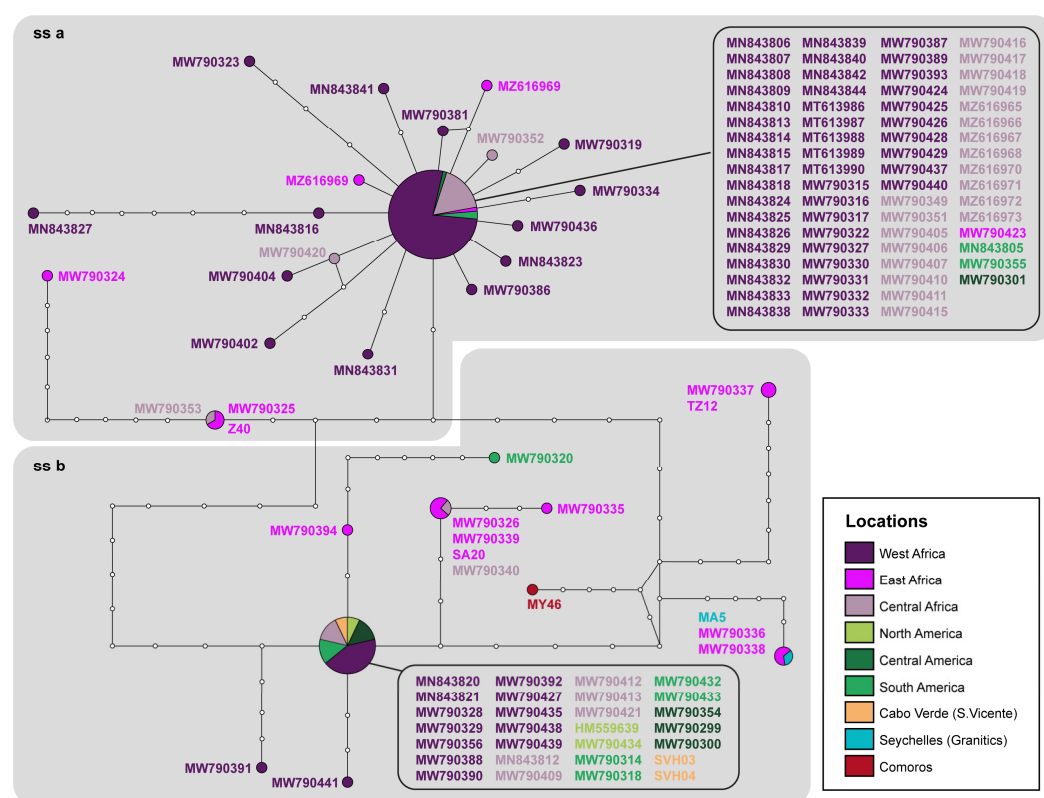 ss a
MW790323
MN843841
MZ616969
MW790381
MW790352
MW790319
MZ616969
MW790334
MW790436
MN843827
MN843816
MW790420
MW790404
MN843823
MW790386
MW790324
MW790402
MN843831
MW790353
MW790325
Z40
MN843806 MN843839 MW790387 MW790416
MN843807 MN843840 MW790389 MW790417
MN843808 MN843842 MW790393 MW790418
MN843809 MN843844 MW790424 MW790419
MN843810 MT613986 MW790425 MZ616965
MN843813 MT613987 MW790426 MZ616966
MN843814 MT613988 MW790428 MZ616967
MN843815 MT613989 MW790429 MZ616968
MN843817 MT613990 MW790437 MZ616970
MN843818 MW790315 MW790440 MZ616971
MN843824 MW790316 MW790349 MZ616972
MN843825 MW790317 MW790351 MZ616973
MN843826 MW790322 MW790405 MW790423
MN843829 MW790327 MW790406 MN843805
MN843830 MW790330 MW790407 MW790355
MN843832 MW790331 MW790410 MW790301
MN843833 MW790332 MW790411
MN843838 MW790333 MW790415
ss b
MW790337
TZ12
MW790320
MW790394
MW790326
MW790339
SA20
MW790340
MW790335
MY46
MA5
MW790336
MW790338
MW790391
MW790441
MN843820 MW790392 MW790412 MW790432
MN843821 MW790427 MW790413 MW790433
MW790328 MW790435 MW790421 MW790354
MW790329 MW790438 HM559639 MW790299
MW790356 MW790439 MW790434 MW790300
MW790388 MN843812 MW790314 SVH03
MW790390 MW790409 MW790318 SVH04
Locations
West Africa
East Africa
Central Africa
North America
Central America
South America
Cabo Verde (S.Vicente)
Seychelles (Granitics)
Comoros